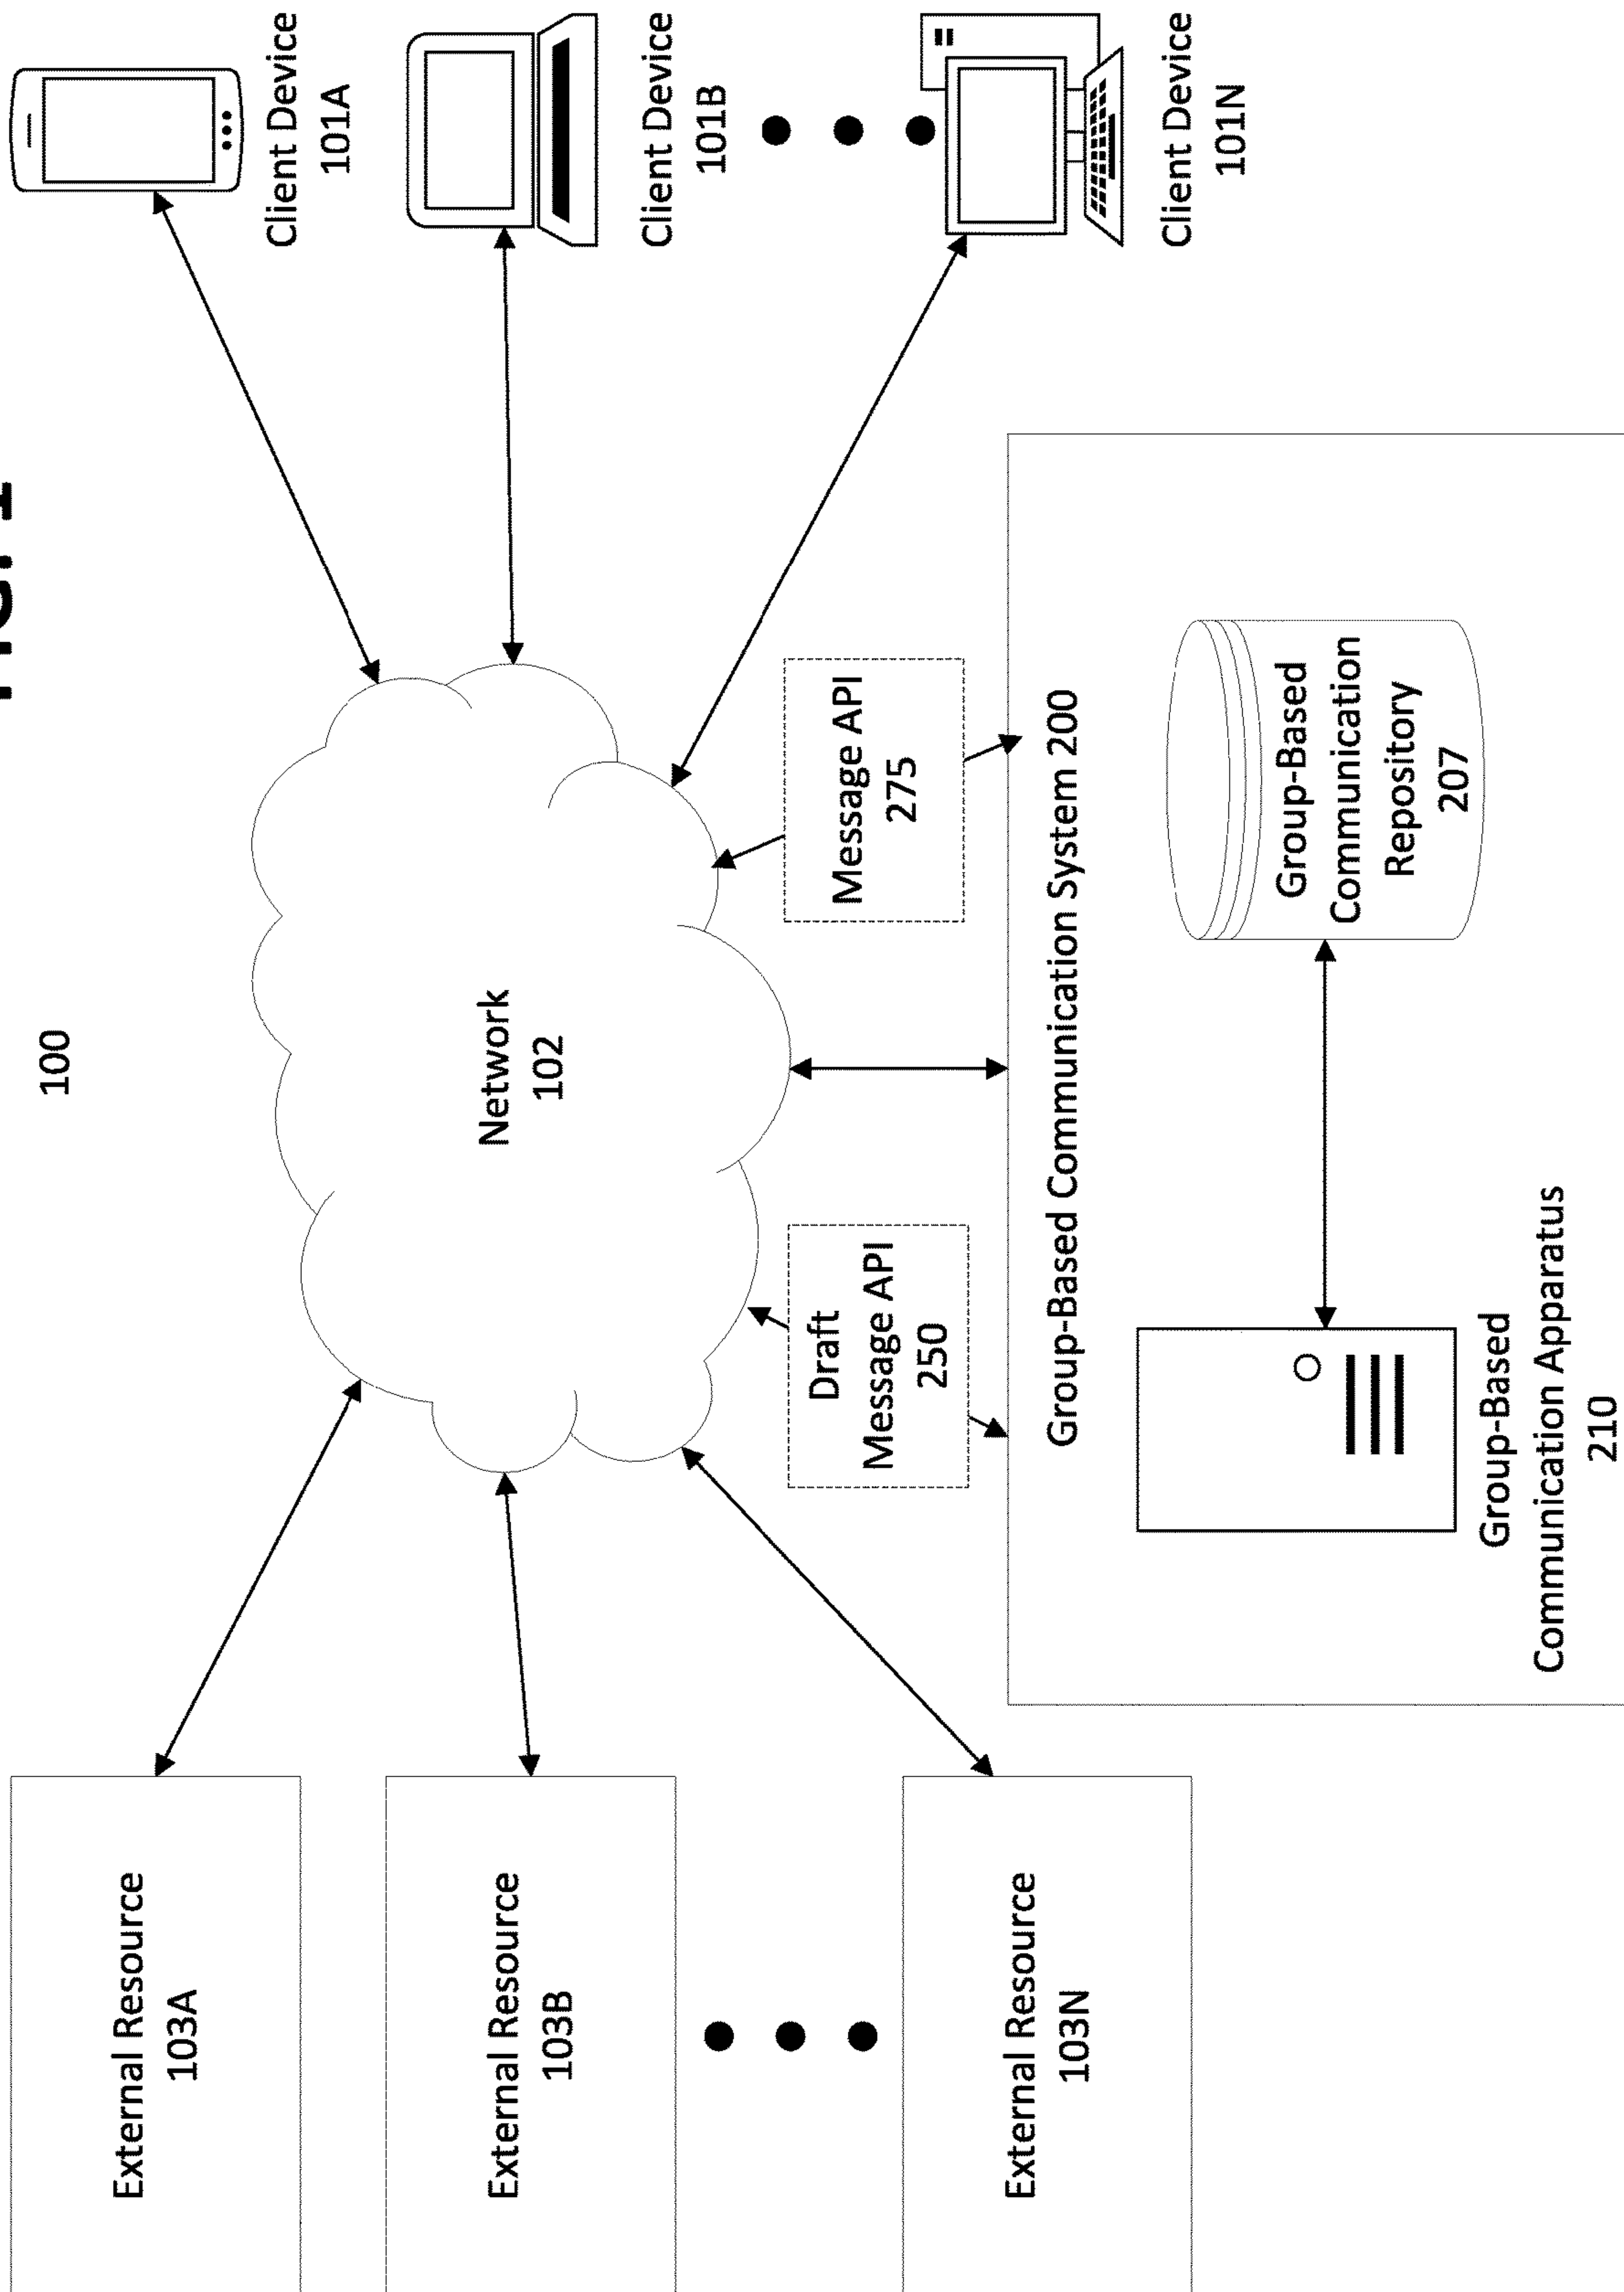 100
External Resource
103A
External Resource
103B
External Resource
103N
Network
102
Client Device
101A
Client Device
101B
Client Device
101N
Draft
Message API
250
Message API
275
Group-Based Communication System 200
Group-Based
Communication Apparatus
210
Group-Based
Communication
Repository
207